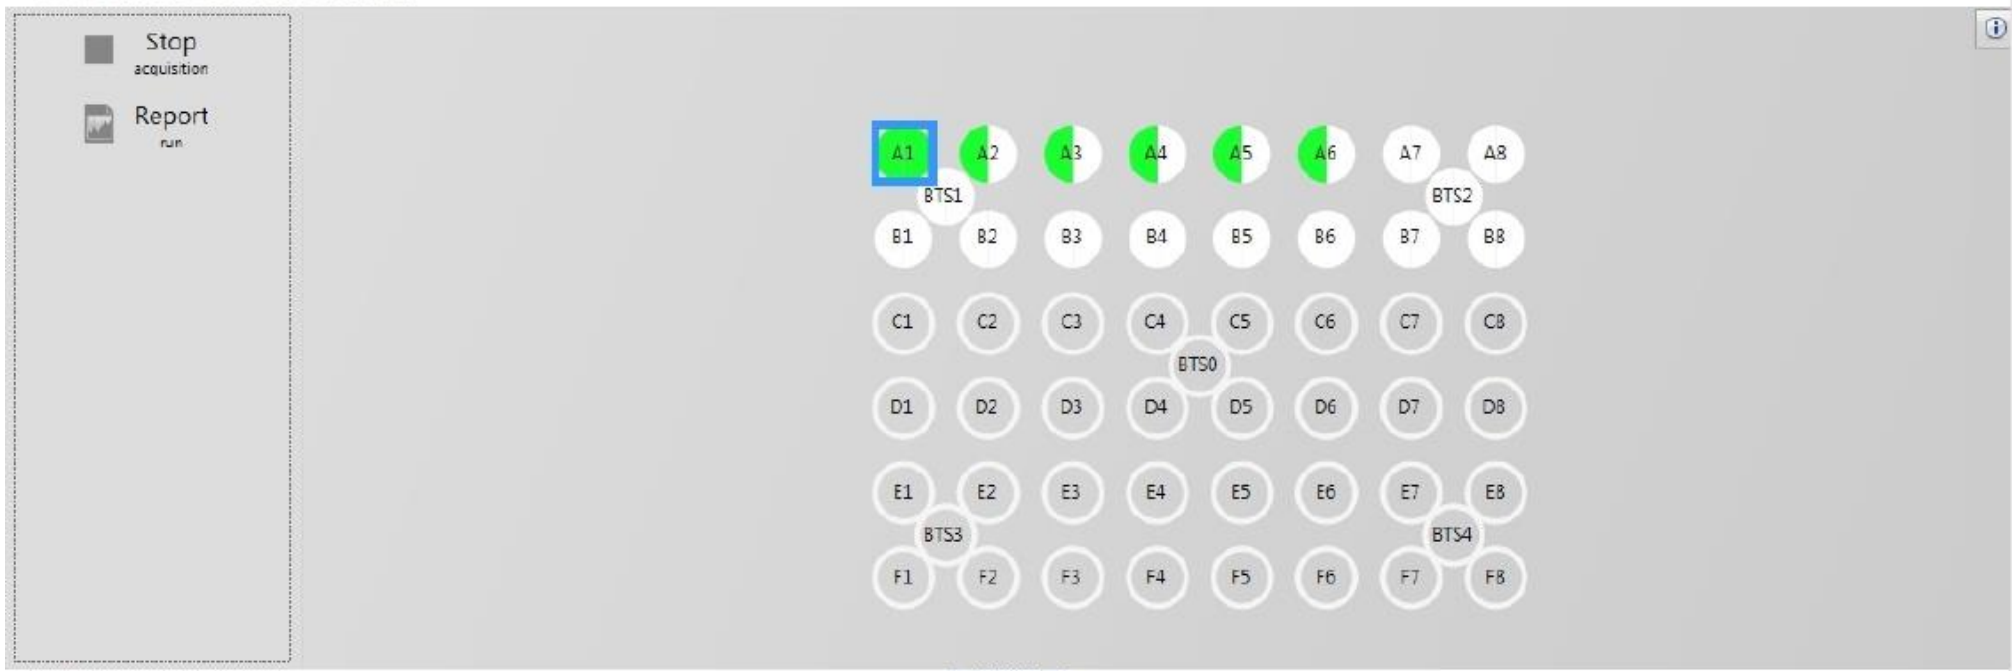 Stop
acquisition
Report
run
A1 A2 A3 A4 A5 A6 A7 A8
BTS1 BTS2
B1 B2 B3 B4 B5 B6 B7 B8
C1 C2 C3 C4 C5 C6 C7 C8
BTS0
D1 D2 D3 D4 D5 D6 D7 D8
E1 E2 E3 E4 E5 E6 E7 E8
BTS3 BTS4
F1 F2 F3 F4 F5 F6 F7 F8